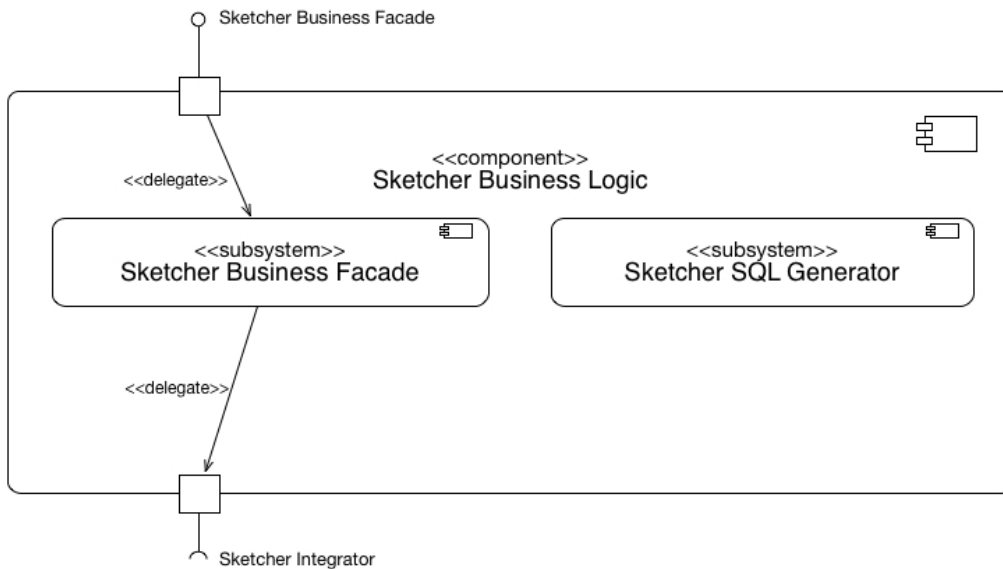 Sketcher Business Facade
<<component>>
Sketcher Business Logic
<<delegate>>
<<subsystem>>
Sketcher Business Facade
<<subsystem>>
Sketcher SQL Generator
<<delegate>>
Sketcher Integrator